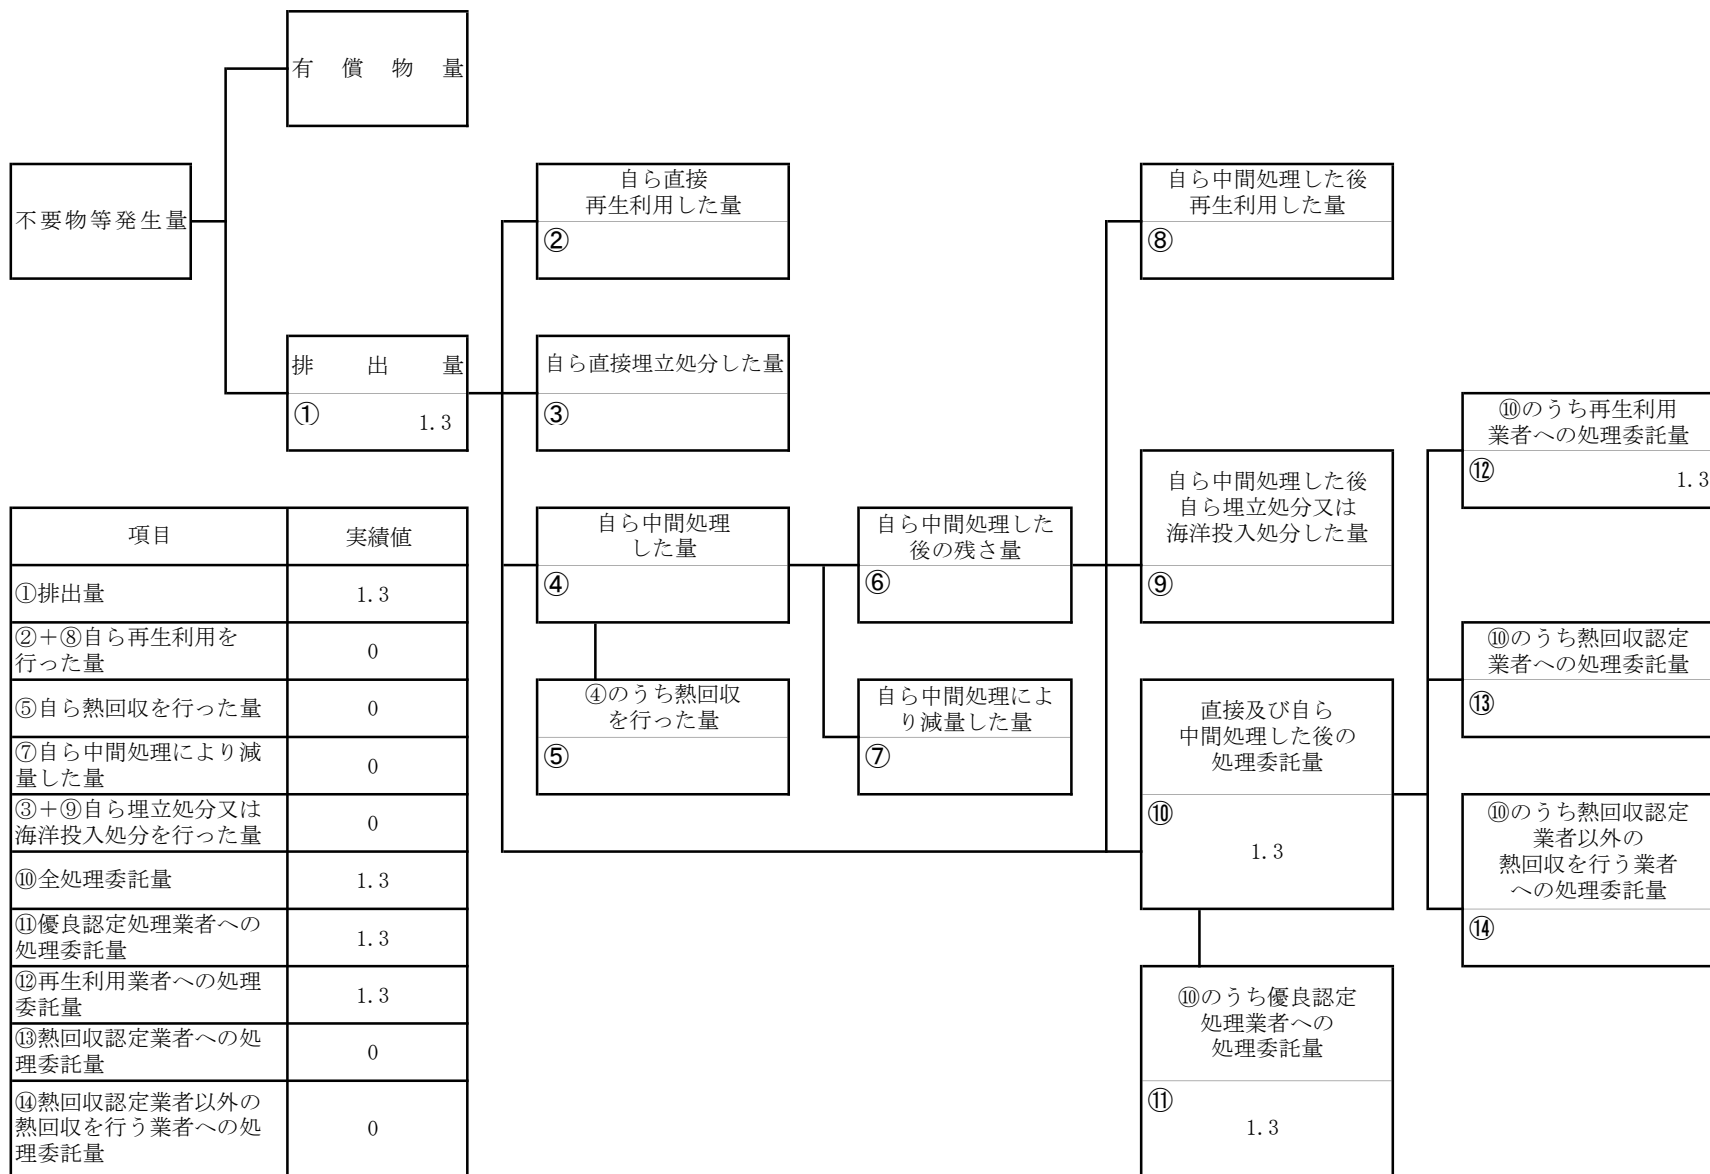 有償物量
不要物等発生量
自ら直接
再生利用した量
②
自ら中間処理した後
再生利用した量
⑧
排出量
① 1.3
自ら直接埋立処分した量
③
⑩のうち再生利用
業者への処理委託量
⑫ 1.3
自ら中間処理した後
自ら埋立処分又は
海洋投入処分した量
⑨
自ら中間処理
した量
④
自ら中間処理した
後の残さ量
⑥
⑩のうち熱回収認定
業者への処理委託量
⑬
④のうち熱回収
を行った量
⑤
自ら中間処理によ
り減量した量
⑦
直接及び自ら
中間処理した後の
処理委託量
⑩
1.3
⑩のうち熱回収認定
業者以外の
熱回収を行う業者
への処理委託量
⑭
⑩のうち優良認定
処理業者への
処理委託量
⑪
1.3
項目 実績値
①排出量 1.3
②＋⑧自ら再生利用を
行った量 0
⑤自ら熱回収を行った量 0
⑦自ら中間処理により減
量した量 0
③＋⑨自ら埋立処分又は
海洋投入処分を行った量 0
⑩全処理委託量 1.3
⑪優良認定処理業者への
処理委託量 1.3
⑫再生利用業者への処理
委託量 1.3
⑬熱回収認定業者への処
理委託量 0
⑭熱回収認定業者以外の
熱回収を行う業者への処
理委託量 0